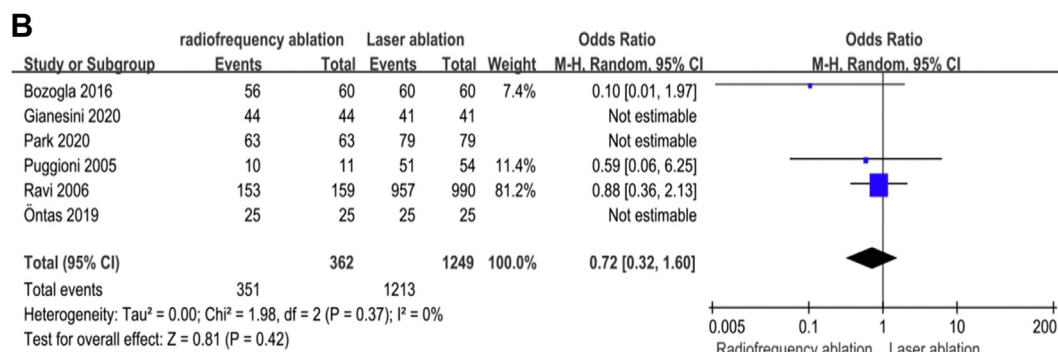 B
radiofrequency ablation Laser ablation Odds Ratio Odds Ratio
Study or Subgroup Events Total Events Total Weight M-H. Random. 95% CI M-H. Random. 95% CI
Bozogla 2016 56 60 60 60 7.4% 0.10 [0.01, 1.97]
Gianesini 2020 44 44 41 41 Not estimable
Park 2020 63 63 79 79 Not estimable
Puggioni 2005 10 11 51 54 11.4% 0.59 [0.06, 6.25]
Ravi 2006 153 159 957 990 81.2% 0.88 [0.36, 2.13]
Öntas 2019 25 25 25 25 Not estimable
Total (95% CI) 362 1249 100.0% 0.72 [0.32, 1.60]
Total events 351 1213
Heterogeneity: Tau² = 0.00; Chi² = 1.98, df = 2 (P = 0.37); I² = 0%
Test for overall effect: Z = 0.81 (P = 0.42)
0.005 0.1 1 10 200
Radiofrequency ablation Laser ablation